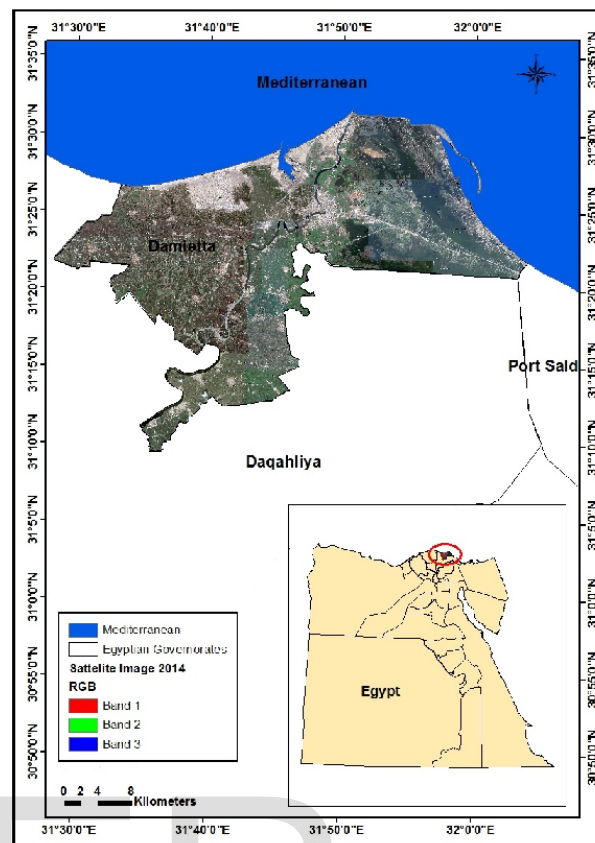 31°30'0"E 31°40'0"E 31°50'0"E 32°0'0"E
31°35'0"N 31°30'0"N 31°25'0"N 31°20'0"N 31°15'0"N 31°10'0"N 31°5'0"N 31°0'0"N 30°55'0"N 30°50'0"N
Mediterranean
Damietta
Port Said
Daqahliya
Mediterranean
Egyptian Governorates
Sattelite Image 2014
RGB
Band 1
Band 2
Band 3
0 2 4 8
Kilometers
Egypt
31°35'0"N 31°30'0"N 31°25'0"N 31°20'0"N 31°15'0"N 31°10'0"N 31°5'0"N 31°0'0"N 30°55'0"N 30°50'0"N
31°30'0"E 31°40'0"E 31°50'0"E 32°0'0"E